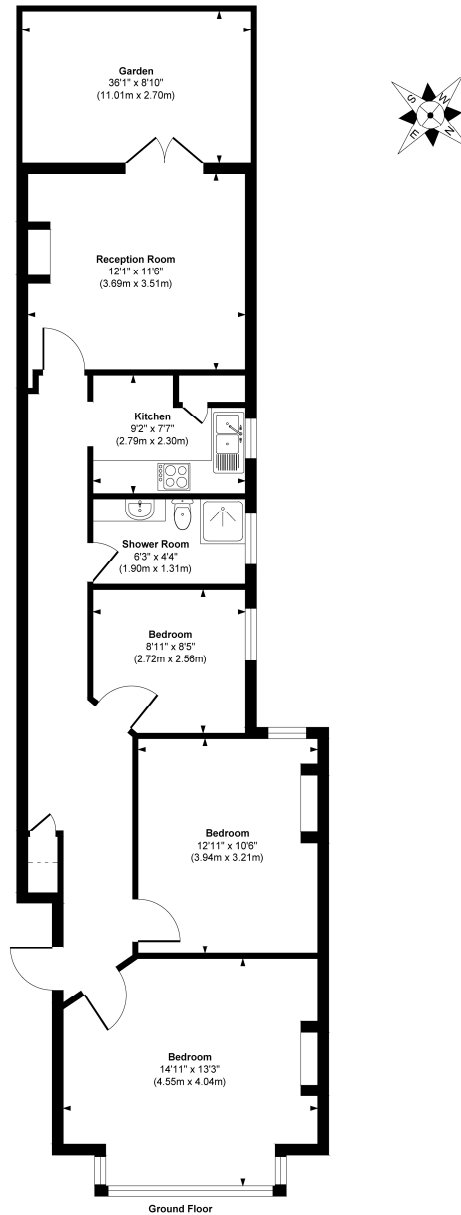 Garden
36'1" x 8'10"
(11.01m x 2.70m)
S W
E N
Reception Room
12'1" x 11'6"
(3.69m x 3.51m)
Kitchen
9'2" x 7'7"
(2.79m x 2.30m)
Shower Room
6'3" x 4'4"
(1.90m x 1.31m)
Bedroom
8'11" x 8'5"
(2.72m x 2.56m)
Bedroom
12'11" x 10'6"
(3.94m x 3.21m)
Bedroom
14'11" x 13'3"
(4.55m x 4.04m)
Ground Floor